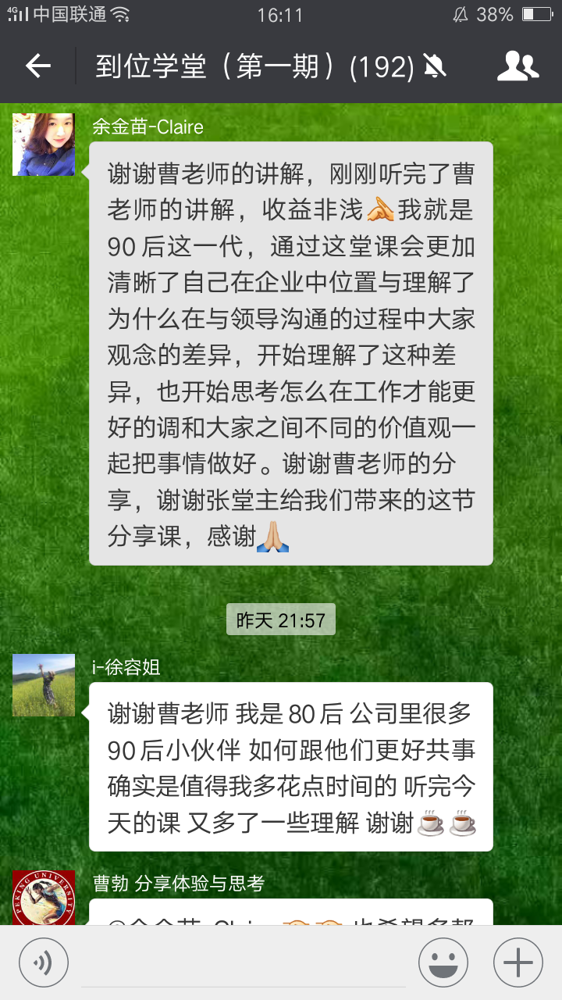 4G 中国联通 16:11 38%
到位学堂（第一期）(192)
余金苗-Claire
谢谢曹老师的讲解，刚刚听完了曹
老师的讲解，收益非浅我就是
90后这一代，通过这堂课会更加
清晰了自己在企业中位置与理解了
为什么在与领导沟通的过程中大家
观念的差异，开始理解了这种差
异，也开始思考怎么在工作才能更
好的调和大家之间不同的价值观一
起把事情做好。谢谢曹老师的分
享，谢谢张堂主给我们带来的这节
分享课，感谢
昨天 21:57
i-徐容姐
谢谢曹老师 我是80后 公司里很多
90后小伙伴 如何跟他们更好共事
确实是值得我多花点时间的 听完今
天的课 又多了一些理解 谢谢
曹勃 分享体验与思考
PEKING UNIVERSITY